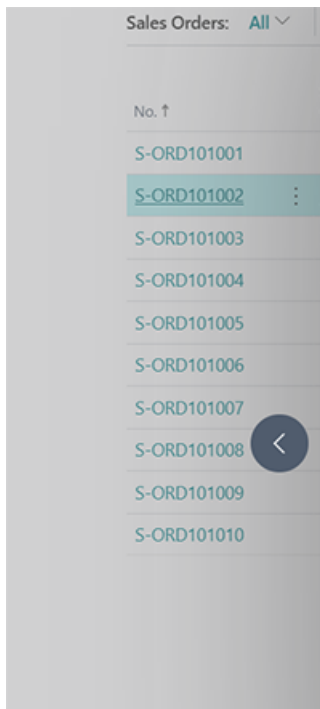 Sales Orders: All
No. ↑
S-ORD101001
S-ORD101002
S-ORD101003
S-ORD101004
S-ORD101005
S-ORD101006
S-ORD101007
S-ORD101008
S-ORD101009
S-ORD101010